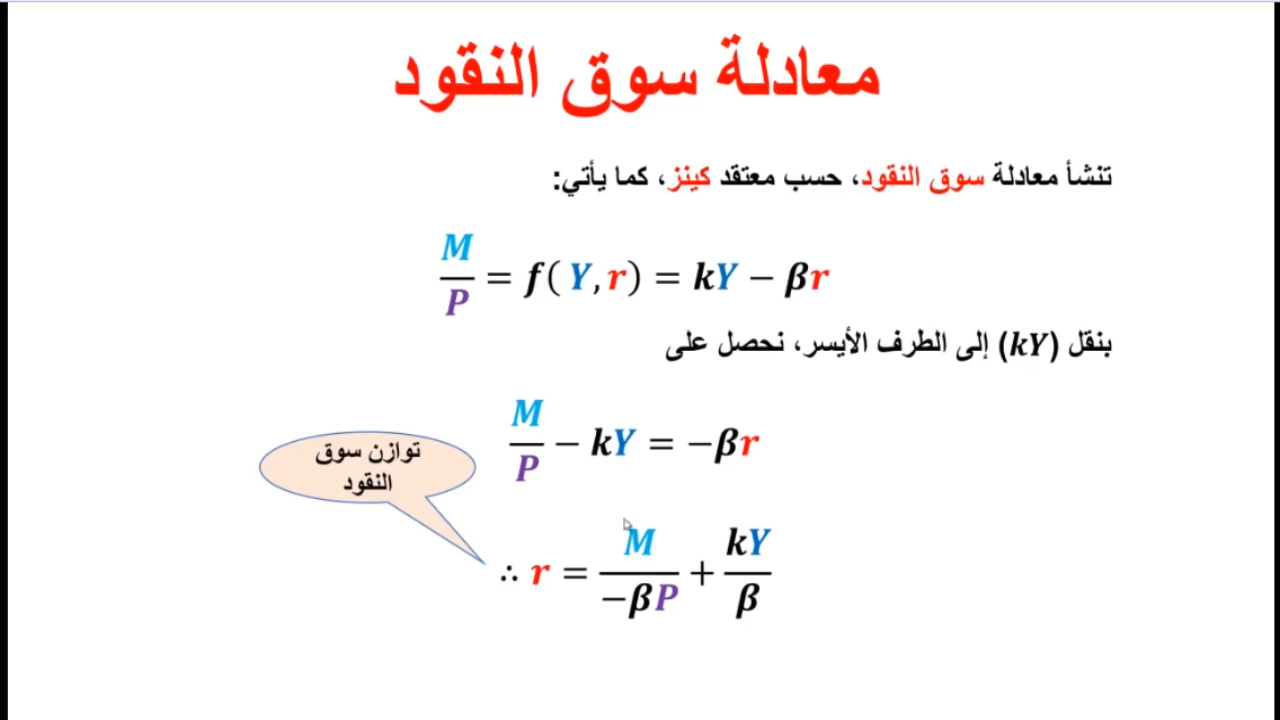 معادلة سوق النقود
تنشأ معادلة سوق النقود، حسب معتقد كينز، كما يأتي:
M/P = f( Y, r) = kY − βr
بنقل (kY) إلى الطرف الأيسر، نحصل على
M/P − kY = −βr
توازن سوق
النقود
∴ r = M/−βP + kY/β